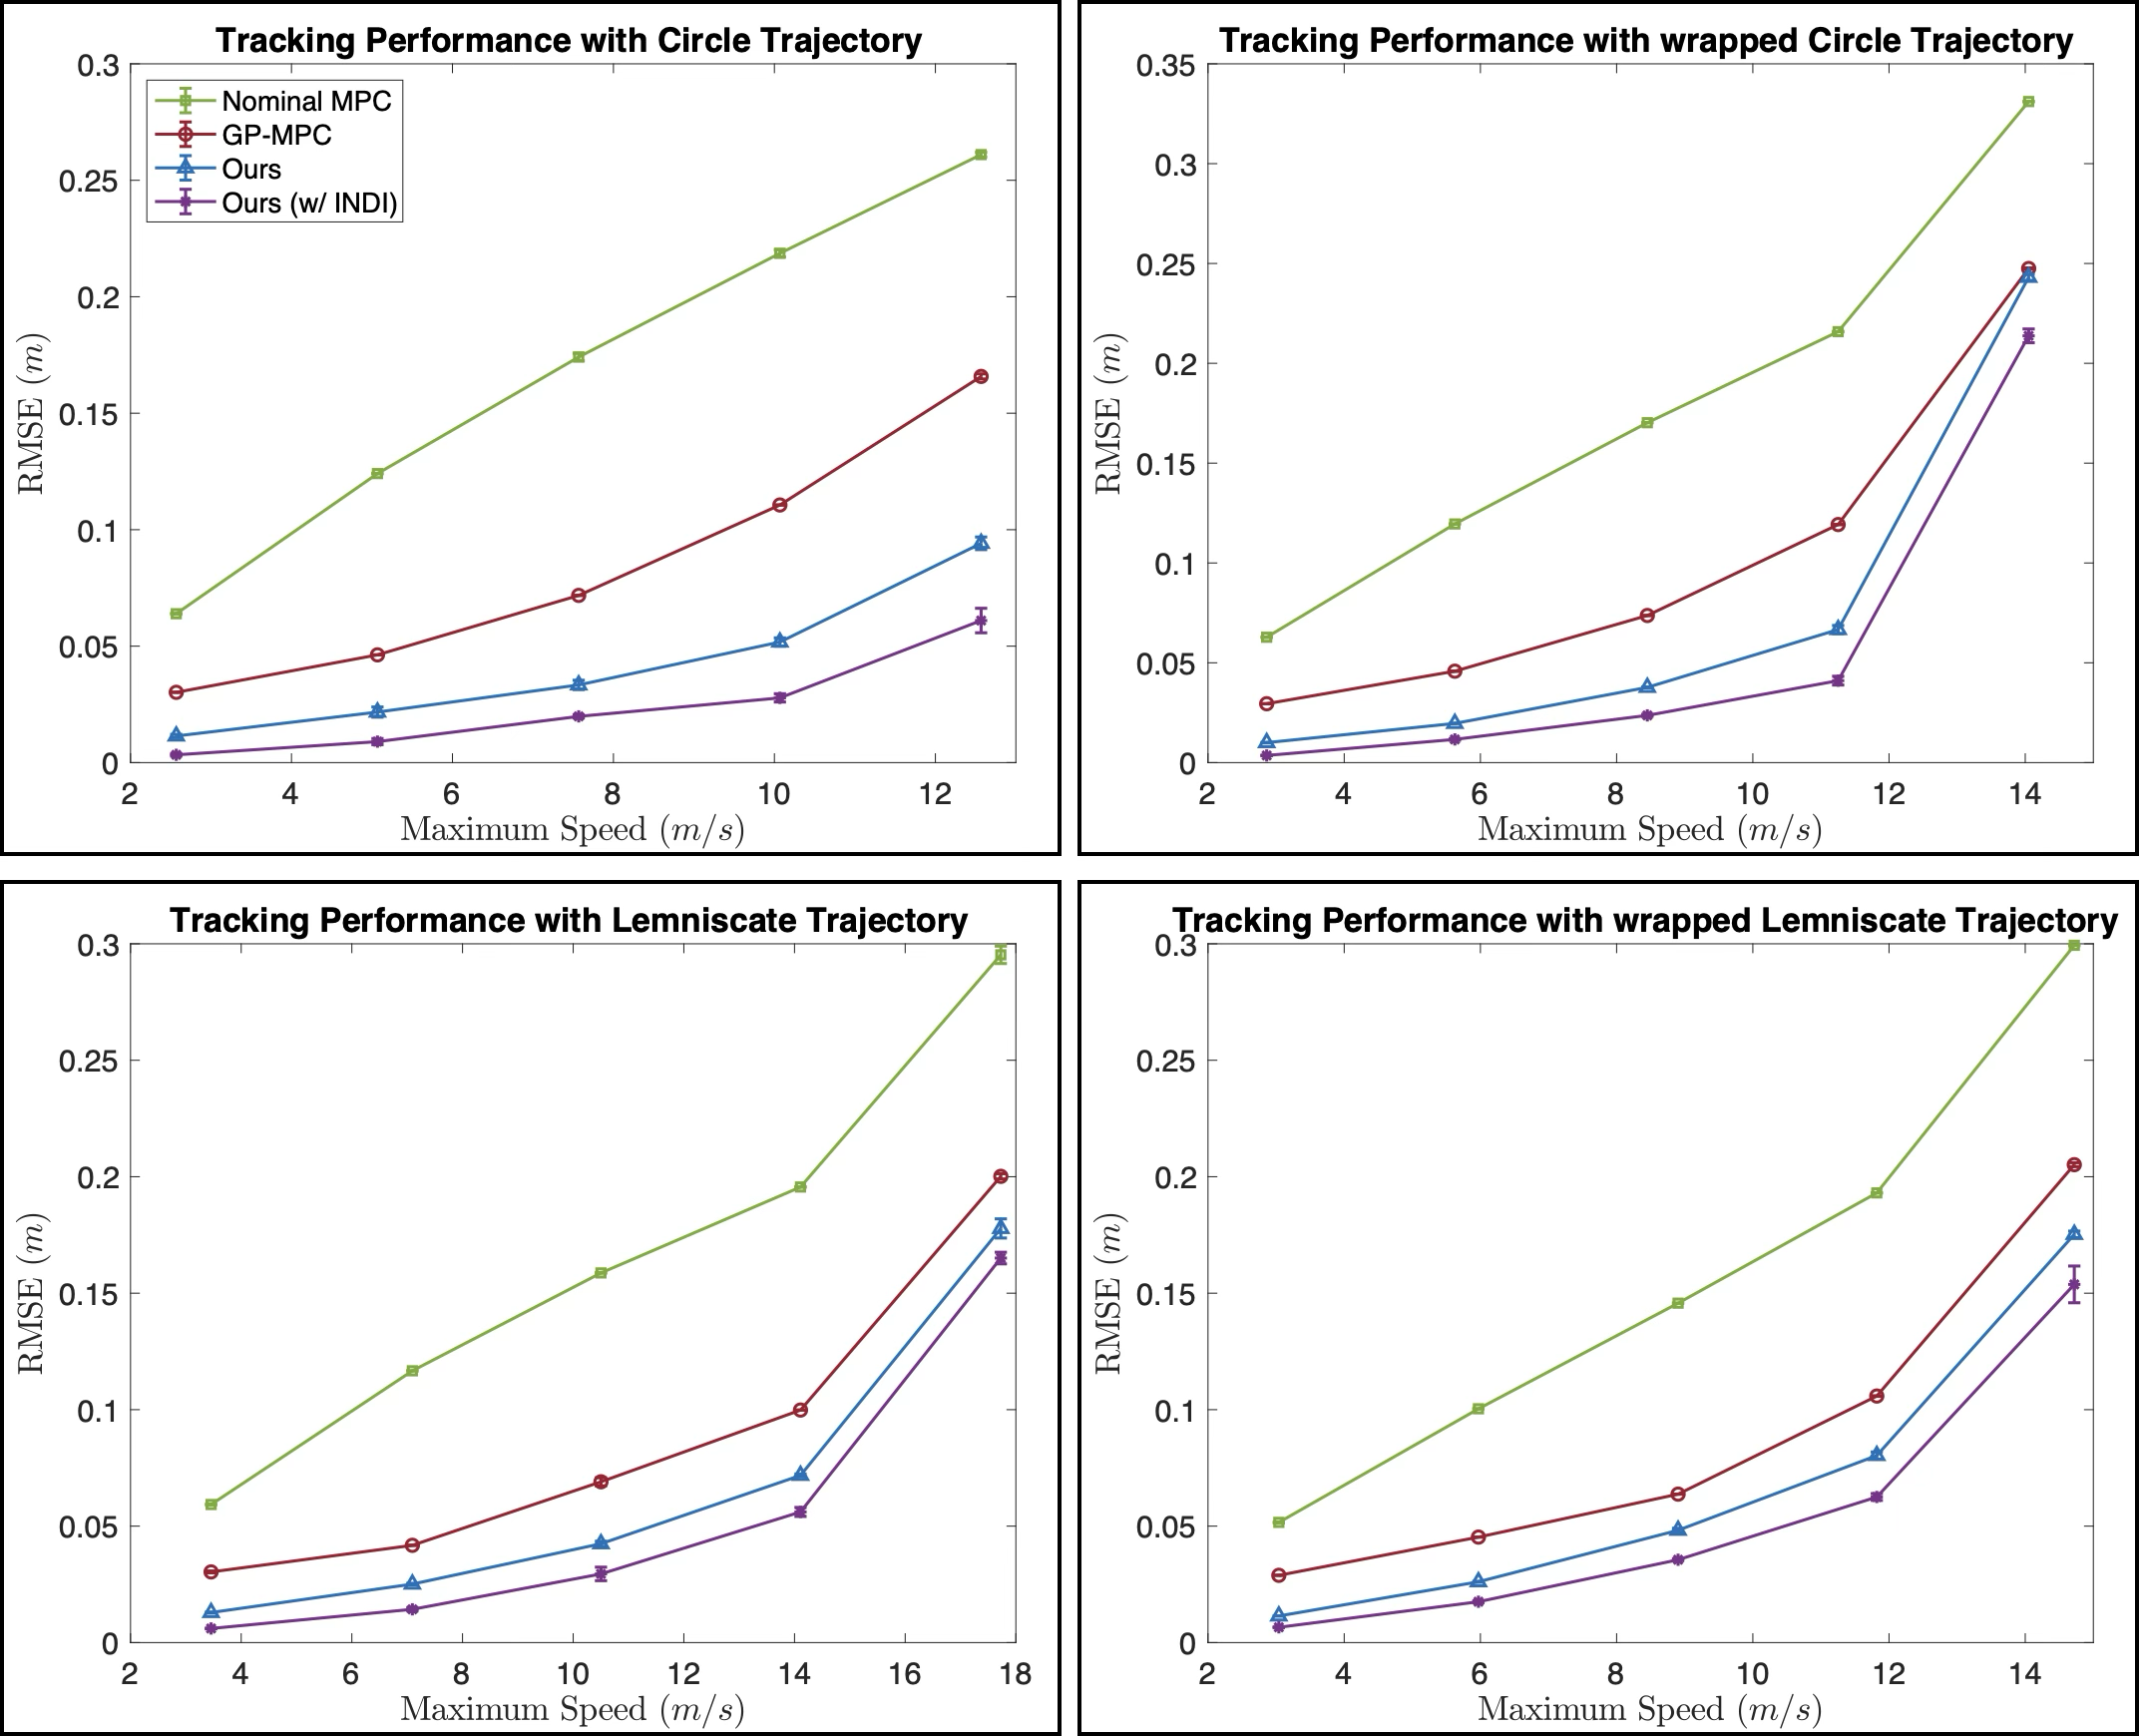 Tracking Performance with Circle Trajectory
0.3
0.25
0.2
0.15
0.1
0.05
0
RMSE (m)
Nominal MPC
GP-MPC
Ours
Ours (w/ INDI)
2 4 6 8 10 12
Maximum Speed (m/s)
Tracking Performance with wrapped Circle Trajectory
0.35
0.3
0.25
0.2
0.15
0.1
0.05
0
RMSE (m)
2 4 6 8 10 12 14
Maximum Speed (m/s)
Tracking Performance with Lemniscate Trajectory
0.3
0.25
0.2
0.15
0.1
0.05
0
RMSE (m)
2 4 6 8 10 12 14 16 18
Maximum Speed (m/s)
Tracking Performance with wrapped Lemniscate Trajectory
0.3
0.25
0.2
0.15
0.1
0.05
0
RMSE (m)
2 4 6 8 10 12 14
Maximum Speed (m/s)